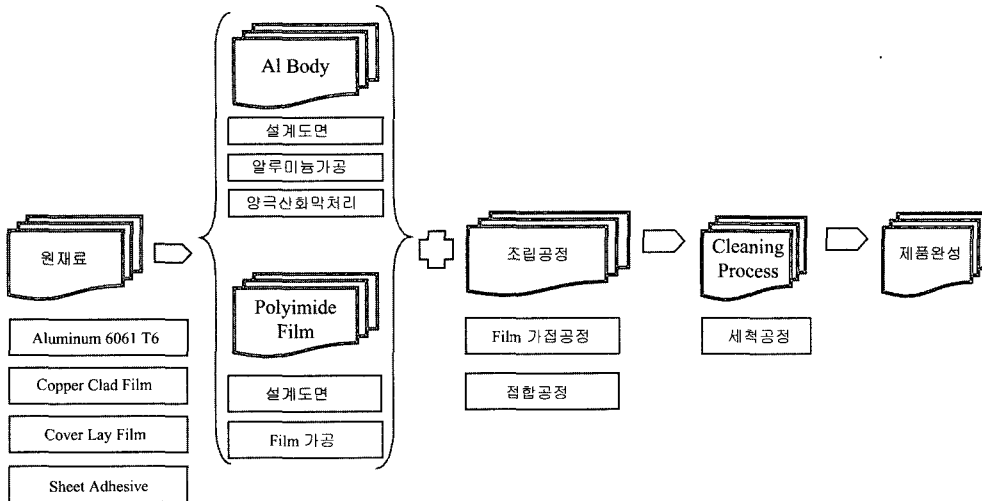 원재료
Aluminum 6061 T6
Copper Clad Film
Cover Lay Film
Sheet Adhesive
Al Body
설계도면
알루미늄가공
양극산화막처리
Polyimide
Film
설계도면
Film 가공
조립공정
Film 가접공정
접합공정
Cleaning
Process
세척공정
제품완성